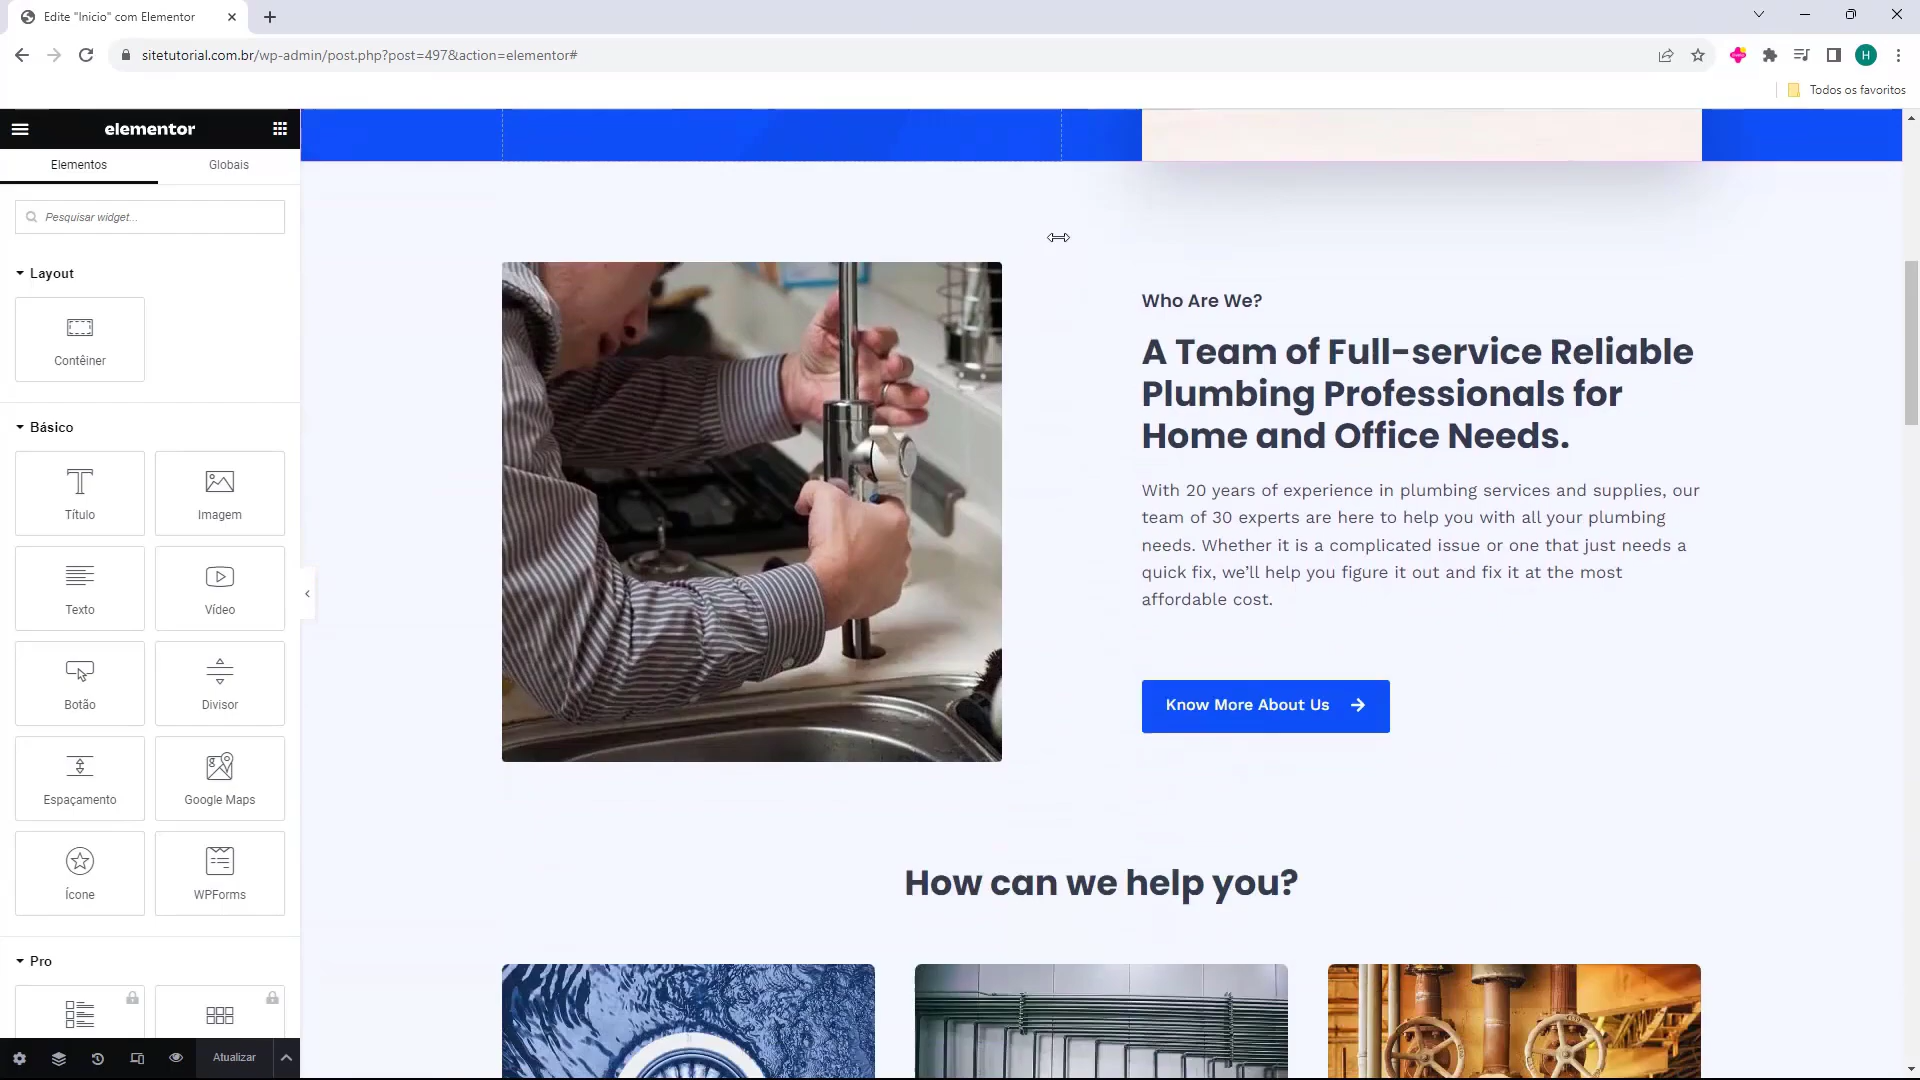 Edite "Inicio" com Elementor
sitetutorial.com.br/wp-admin/post.php?post=497&action=elementor#
H
Todos os favoritos
elementor
Elementos
Globais
Pesquisar widget...
Layout
Contêiner
Básico
Título
Imagem
Texto
Vídeo
Botão
Divisor
Espaçamento
Google Maps
Ícone
WPForms
Pro
Atualizar
Who Are We?
A Team of Full-service Reliable
Plumbing Professionals for
Home and Office Needs.
With 20 years of experience in plumbing services and supplies, our
team of 30 experts are here to help you with all your plumbing
needs. Whether it is a complicated issue or one that just needs a
quick fix, we’ll help you figure it out and fix it at the most
affordable cost.
Know More About Us
How can we help you?